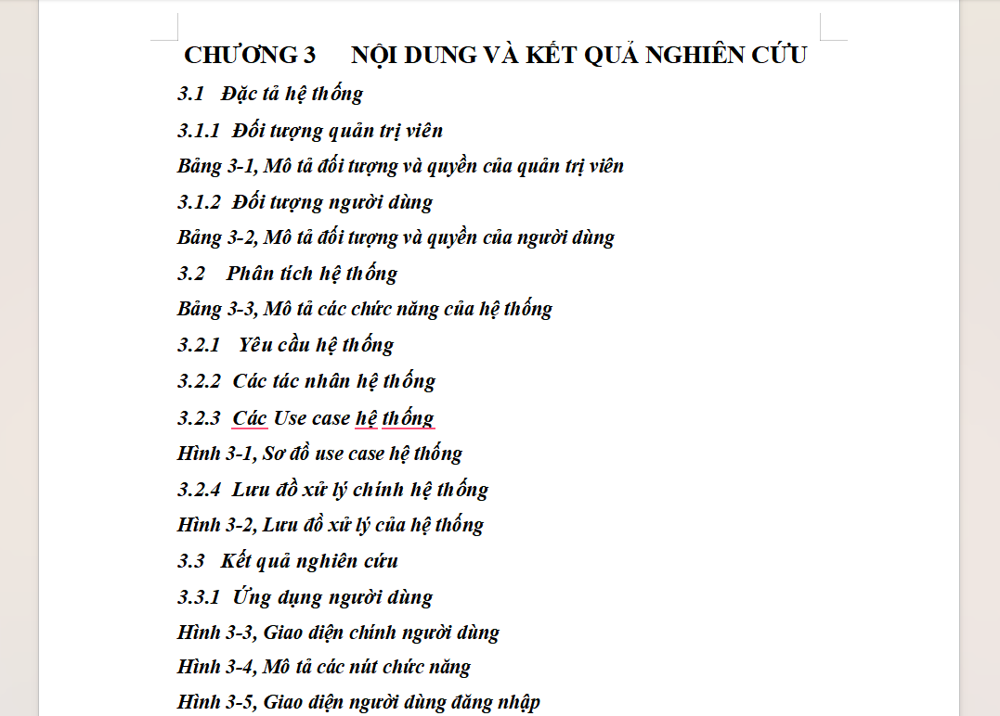 CHƯƠNG 3 NỘI DUNG VÀ KẾT QUẢ NGHIÊN CỨU
3.1 Đặc tả hệ thống
3.1.1 Đối tượng quản trị viên
Bảng 3-1, Mô tả đối tượng và quyền của quản trị viên
3.1.2 Đối tượng người dùng
Bảng 3-2, Mô tả đối tượng và quyền của người dùng
3.2 Phân tích hệ thống
Bảng 3-3, Mô tả các chức năng của hệ thống
3.2.1 Yêu cầu hệ thống
3.2.2 Các tác nhân hệ thống
3.2.3 Các Use case hệ thống
Hình 3-1, Sơ đồ use case hệ thống
3.2.4 Lưu đồ xử lý chính hệ thống
Hình 3-2, Lưu đồ xử lý của hệ thống
3.3 Kết quả nghiên cứu
3.3.1 Ứng dụng người dùng
Hình 3-3, Giao diện chính người dùng
Hình 3-4, Mô tả các nút chức năng
Hình 3-5, Giao diện người dùng đăng nhập